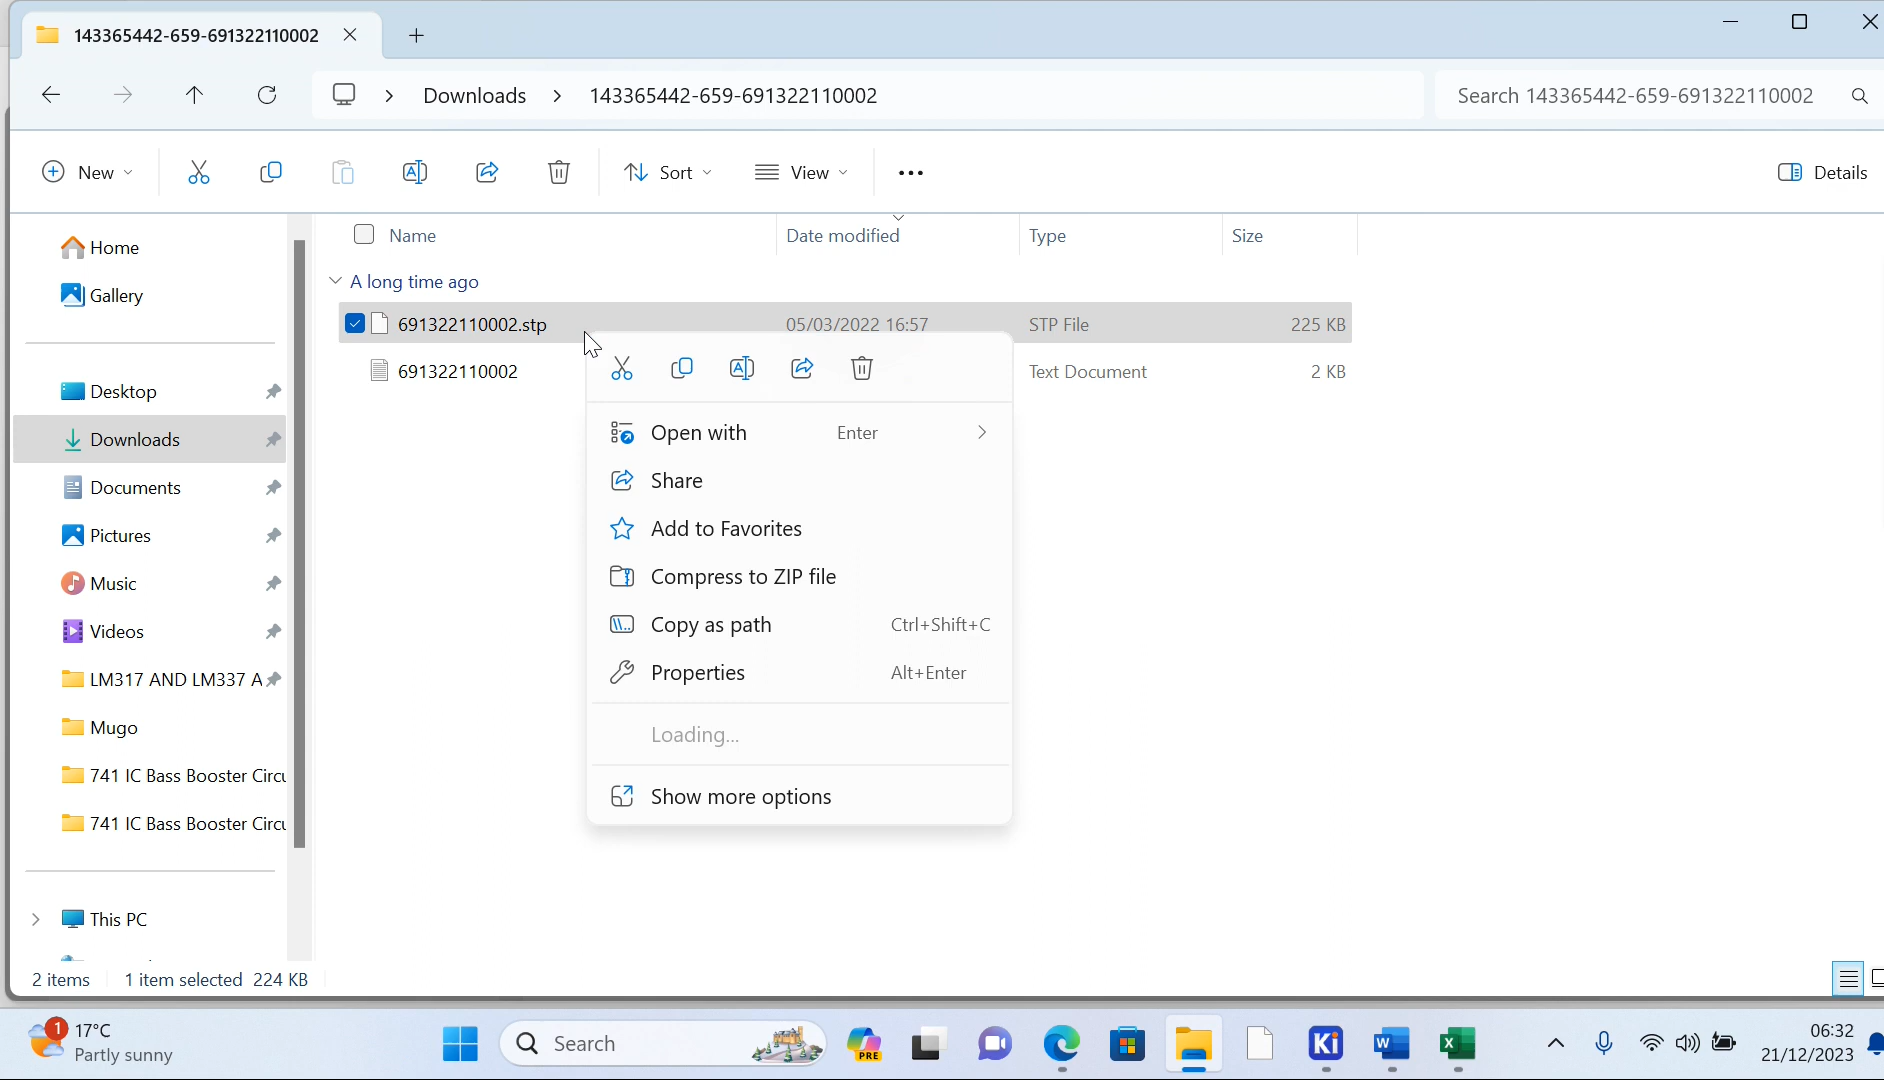 143365442-659-691322110002
Downloads > 143365442-659-691322110002
Search 143365442-659-691322110002
New
Sort
View
Details
Name
Date modified
Type
Size
A long time ago
691322110002.stp 05/03/2022 16:57 STP File 225 KB
691322110002 Text Document 2 KB
Home
Gallery
Desktop
Downloads
Documents
Pictures
Music
Videos
LM317 AND LM337 A
Mugo
741 IC Bass Booster Circu
741 IC Bass Booster Circu
This PC
Open with Enter
Share
Add to Favorites
Compress to ZIP file
Copy as path Ctrl+Shift+C
Properties Alt+Enter
Loading...
Show more options
2 items 1 item selected 224 KB
1
17°C
Partly sunny
Search
PRE
Ki
W
X
06:32
21/12/2023